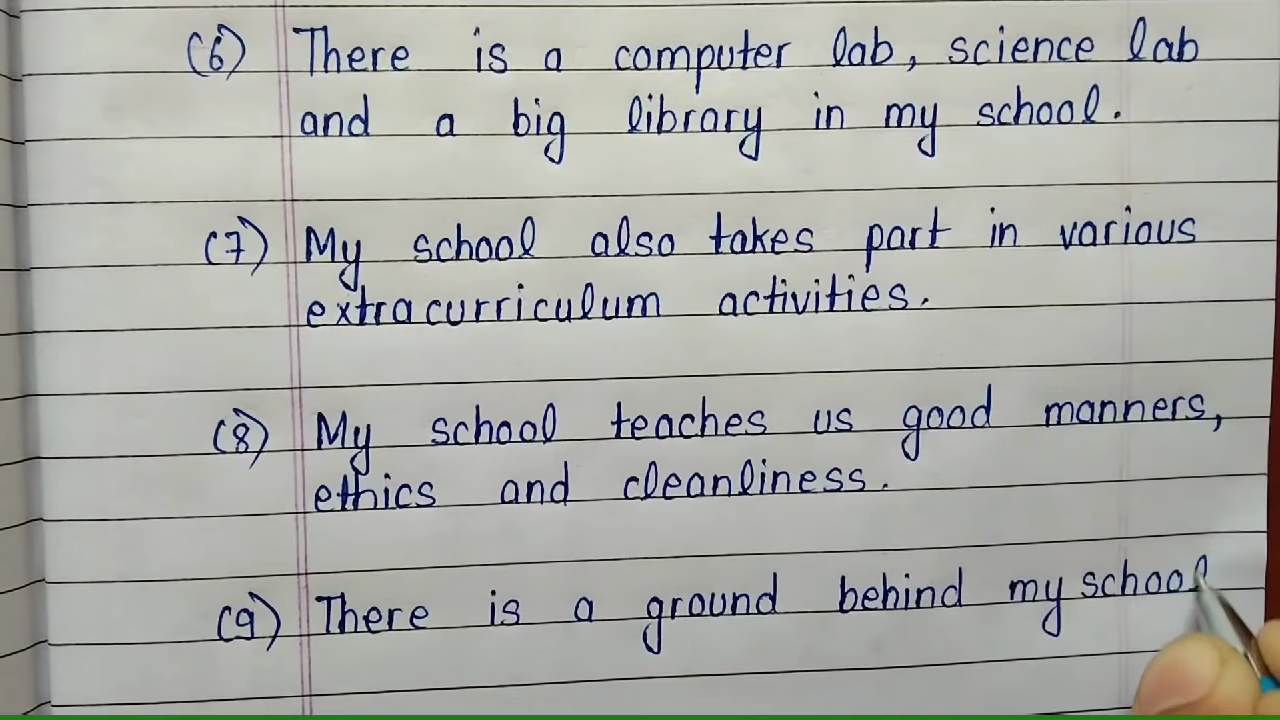 (6) There is a computer lab, science lab
and a big library in my school.
(7) My school also takes part in various
extracurriculum activities.
(8) My school teaches us good manners,
ethics and cleanliness.
(9) There is a ground behind my school